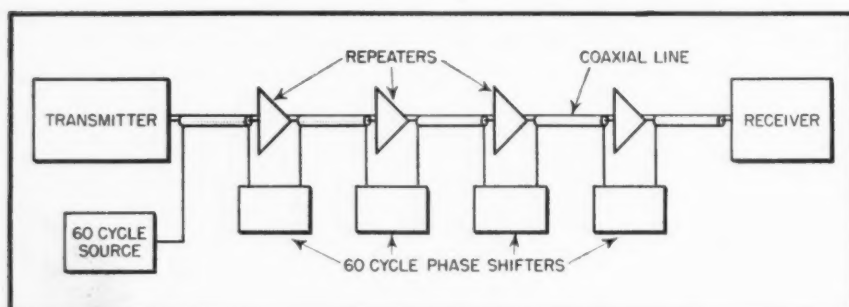 REPEATERS
COAXIAL LINE
TRANSMITTER
RECEIVER
60 CYCLE
SOURCE
60 CYCLE PHASE SHIFTERS